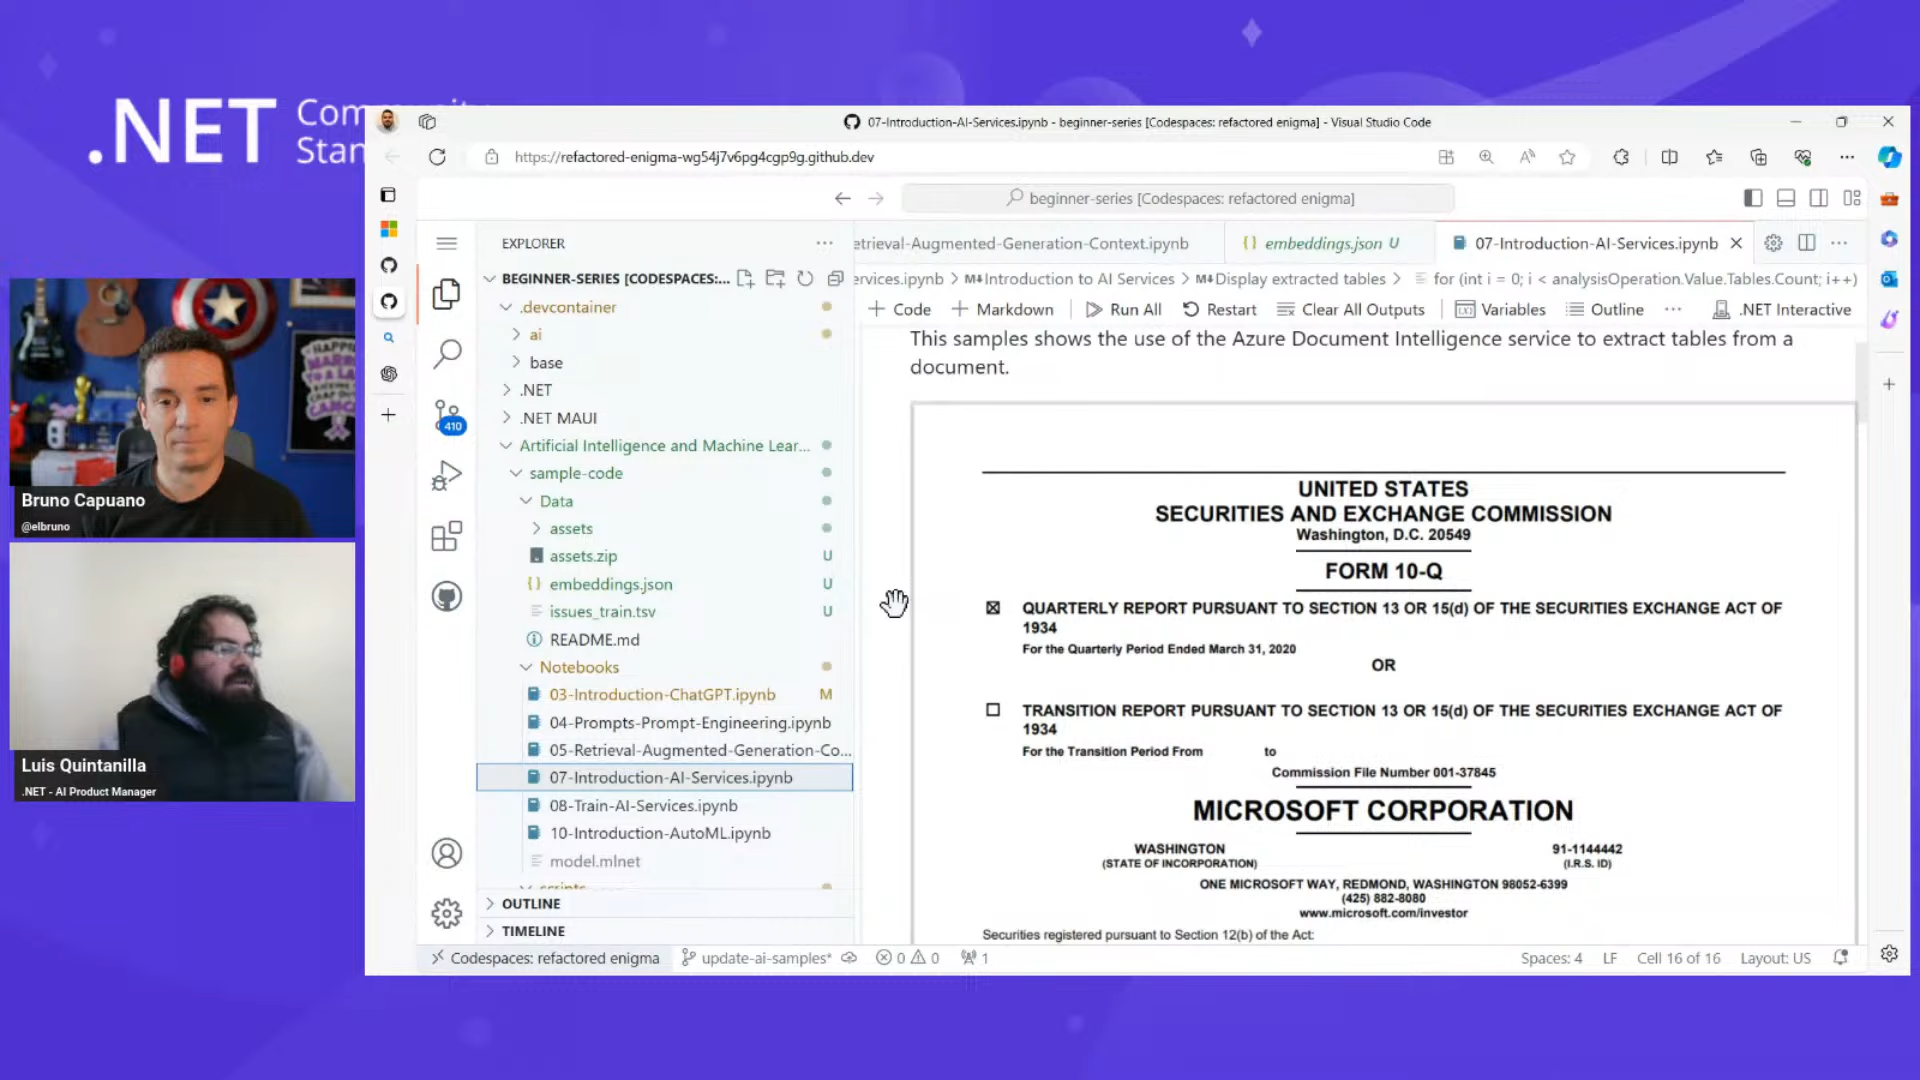 .NET Community
Stan
07-Introduction-AI-Services.ipynb - beginner-series [Codespaces: refactored enigma] - Visual Studio Code
https://refactored-enigma-wg54j7v6pg4cgp9g.github.dev
beginner-series [Codespaces: refactored enigma]
EXPLORER
etrieval-Augmented-Generation-Context.ipynb
embeddings.json U
07-Introduction-AI-Services.ipynb
BEGINNER-SERIES [CODESPACES:...
ervices.ipynb > M↓Introduction to AI Services > M↓Display extracted tables > for (int i = 0; i < analysisOperation.Value.Tables.Count; i++)
+ Code + Markdown Run All Restart Clear All Outputs Variables Outline ... .NET Interactive
.devcontainer
ai
base
.NET
.NET MAUI
Artificial Intelligence and Machine Lear...
sample-code
Data
assets
assets.zip U
embeddings.json U
issues_train.tsv U
README.md
Notebooks
03-Introduction-ChatGPT.ipynb M
04-Prompts-Prompt-Engineering.ipynb
05-Retrieval-Augmented-Generation-Co...
07-Introduction-AI-Services.ipynb
08-Train-AI-Services.ipynb
10-Introduction-AutoML.ipynb
model.mlnet
scripts
OUTLINE
TIMELINE
410
This samples shows the use of the Azure Document Intelligence service to extract tables from a
document.
UNITED STATES
SECURITIES AND EXCHANGE COMMISSION
Washington, D.C. 20549
FORM 10-Q
☒ QUARTERLY REPORT PURSUANT TO SECTION 13 OR 15(d) OF THE SECURITIES EXCHANGE ACT OF
1934
For the Quarterly Period Ended March 31, 2020
OR
☐ TRANSITION REPORT PURSUANT TO SECTION 13 OR 15(d) OF THE SECURITIES EXCHANGE ACT OF
1934
For the Transition Period From to
Commission File Number 001-37845
MICROSOFT CORPORATION
WASHINGTON 91-1144442
(STATE OF INCORPORATION) (I.R.S. ID)
ONE MICROSOFT WAY, REDMOND, WASHINGTON 98052-6399
(425) 882-8080
www.microsoft.com/investor
Securities registered pursuant to Section 12(b) of the Act:
Codespaces: refactored enigma update-ai-samples* 0 0 1 Spaces: 4 LF Cell 16 of 16 Layout: US
Bruno Capuano
@elbruno
Luis Quintanilla
.NET - AI Product Manager